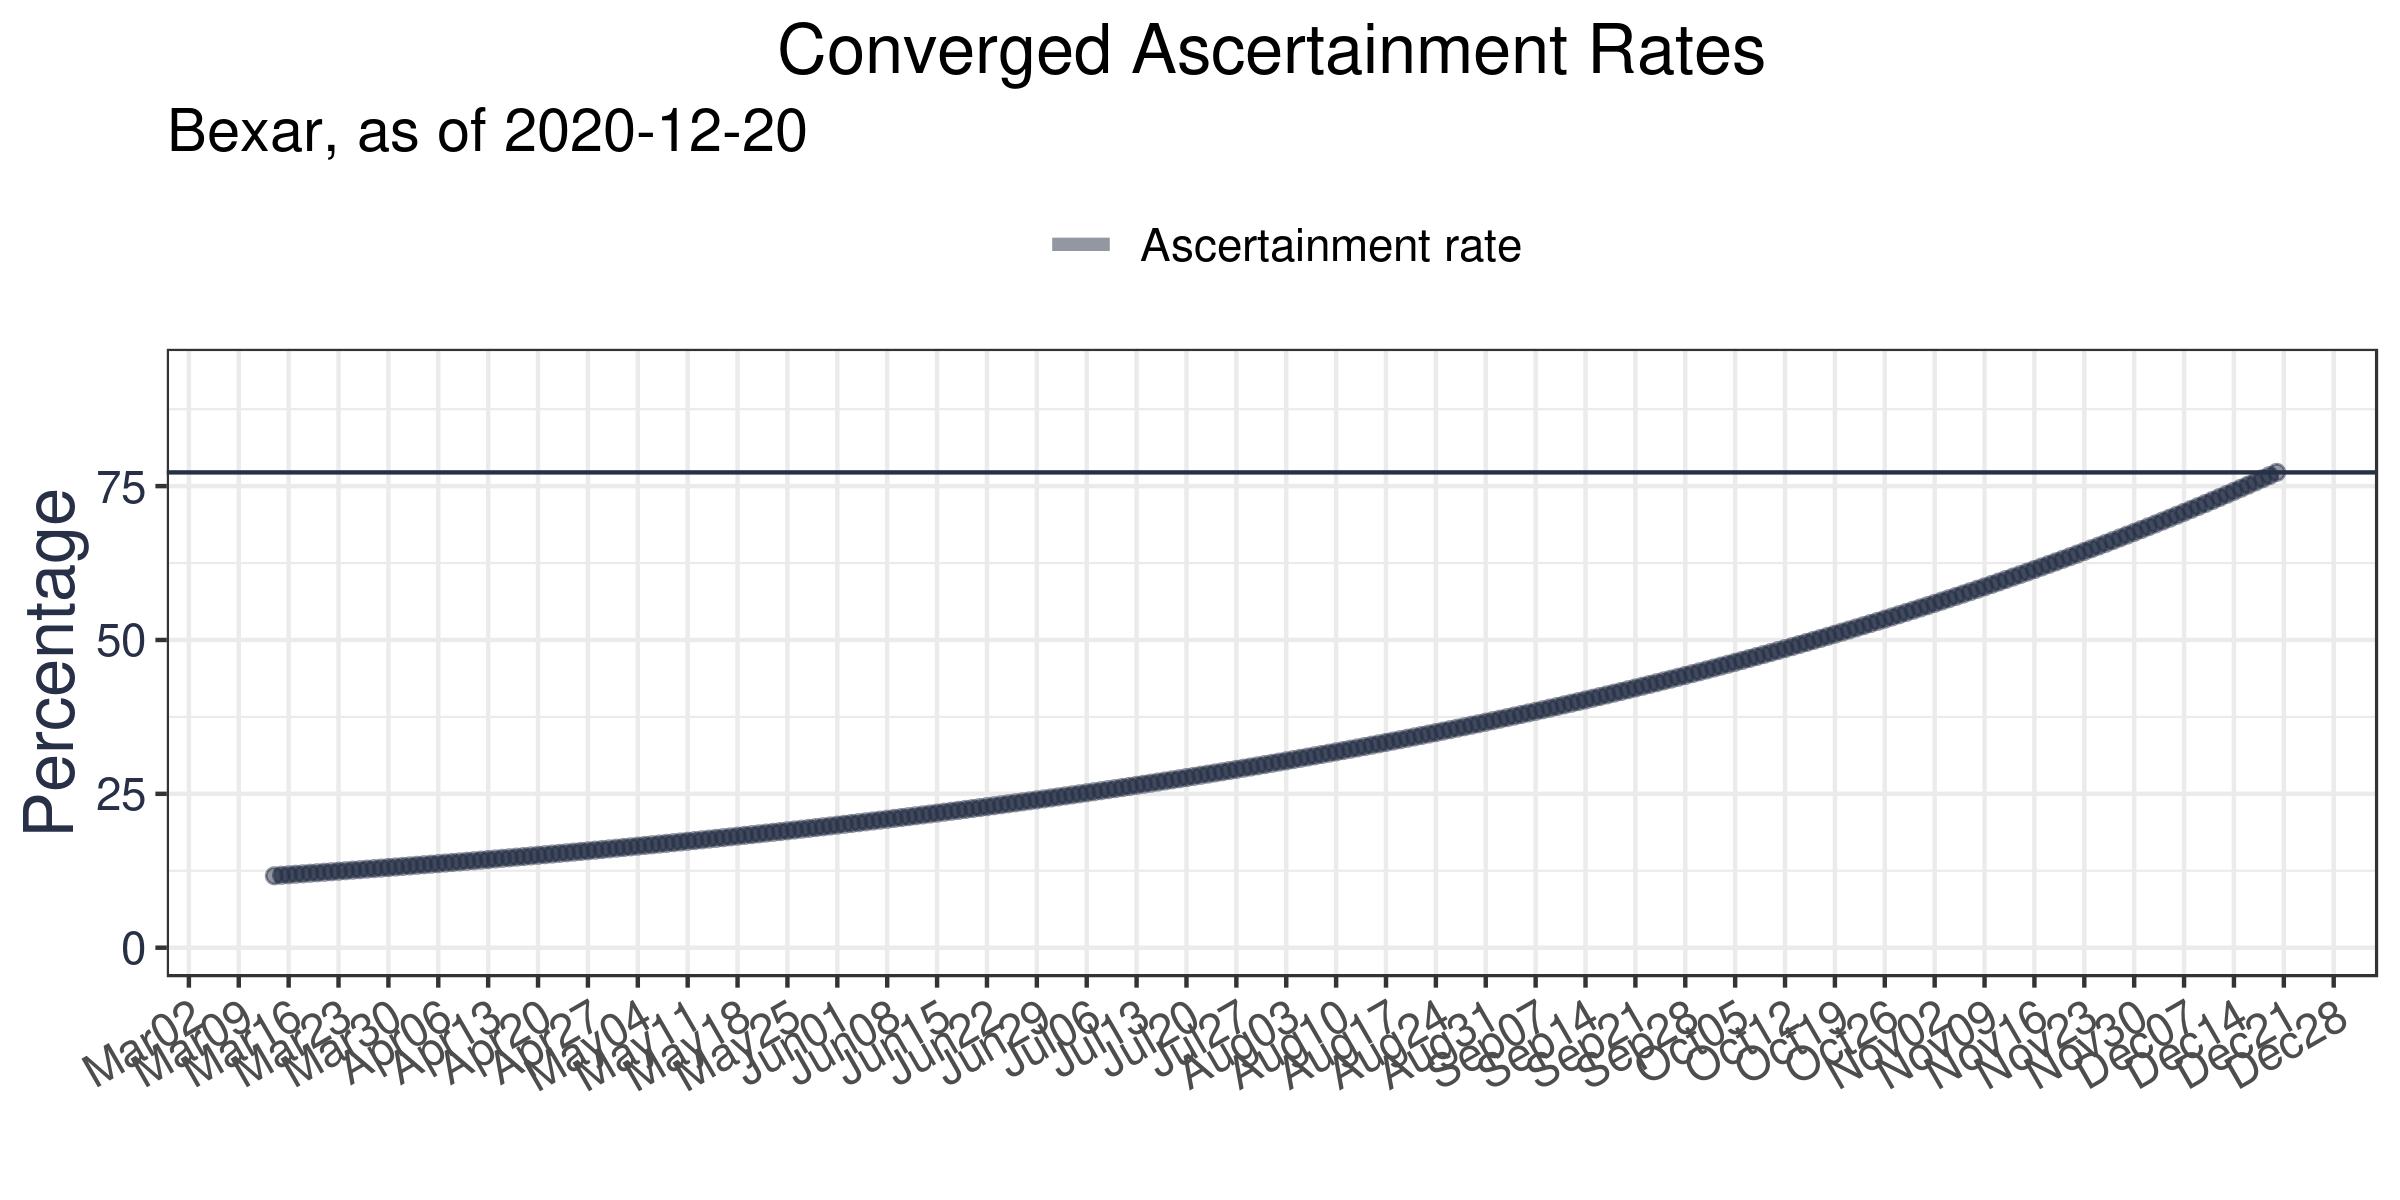 Converged Ascertainment Rates
Bexar, as of 2020-12-20
Ascertainment rate
Percentage
75
50
25
0
Mar02
Mar09
Mar16
Mar23
Mar30
Apr06
Apr13
Apr20
Apr27
May04
May11
May18
May25
Jun01
Jun08
Jun15
Jun22
Jun29
Jul06
Jul13
Jul20
Jul27
Aug03
Aug10
Aug17
Aug24
Aug31
Sep07
Sep14
Sep21
Sep28
Oct05
Oct12
Oct19
Oct26
Nov02
Nov09
Nov16
Nov23
Nov30
Dec07
Dec14
Dec21
Dec28